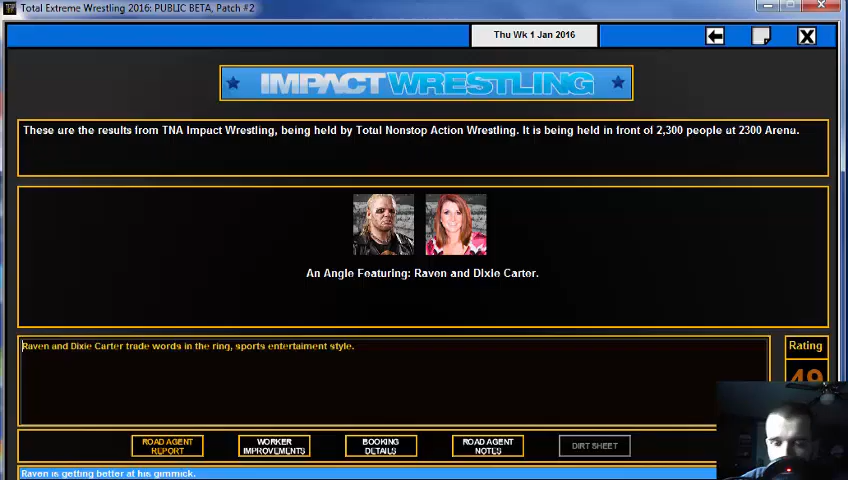 Total Extreme Wrestling 2016: PUBLIC BETA, Patch #2
Thu Wk 1 Jan 2016
IMPACT WRESTLING
These are the results from TNA Impact Wrestling, being held by Total Nonstop Action Wrestling. It is being held in front of 2,300 people at 2300 Arena.
An Angle Featuring: Raven and Dixie Carter.
Raven and Dixie Carter trade words in the ring, sports entertaiment style.
Rating
49
ROAD AGENT REPORT
WORKER IMPROVEMENTS
BOOKING DETAILS
ROAD AGENT NOTES
DIRT SHEET
Raven is getting better at his gimmick.